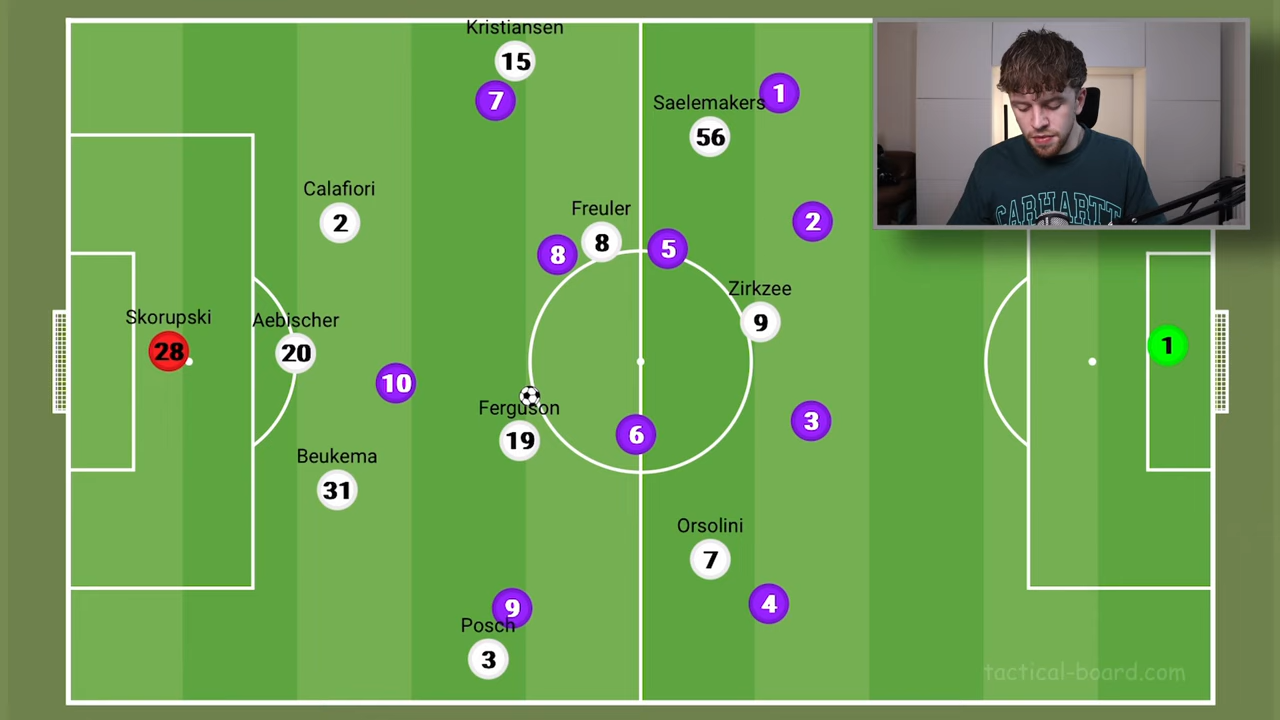 Kristiansen
15
7
1
Saelemakers
56
CARHARTT
Calafiori
2
Freuler
8
8
5
2
Zirkzee
9
Skorupski
28
Aebischer
20
10
1
Ferguson
19
6
3
Beukema
31
Orsolini
7
9
4
Posch
3
tactical-board.com